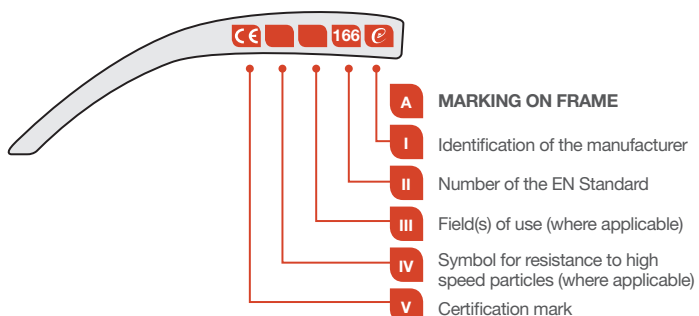 CE 166 e
A MARKING ON FRAME
I Identification of the manufacturer
II Number of the EN Standard
III Field(s) of use (where applicable)
IV Symbol for resistance to high
speed particles (where applicable)
V Certification mark